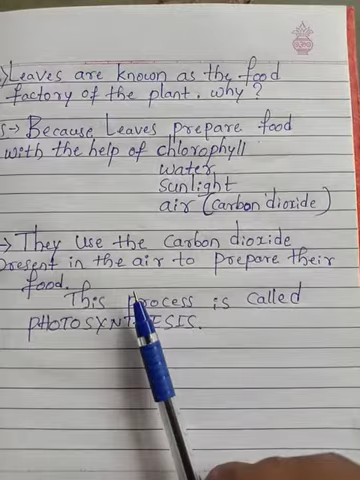 Leaves are known as the food
factory of the plant. why?
s→ Because Leaves prepare food
with the help of chlorophyll
water
sunlight
air (carbon dioxide)
→ They use the Carbon dioxide
Present in the air to prepare their
food.
This process is called
PHOTOSYNTHESIS.